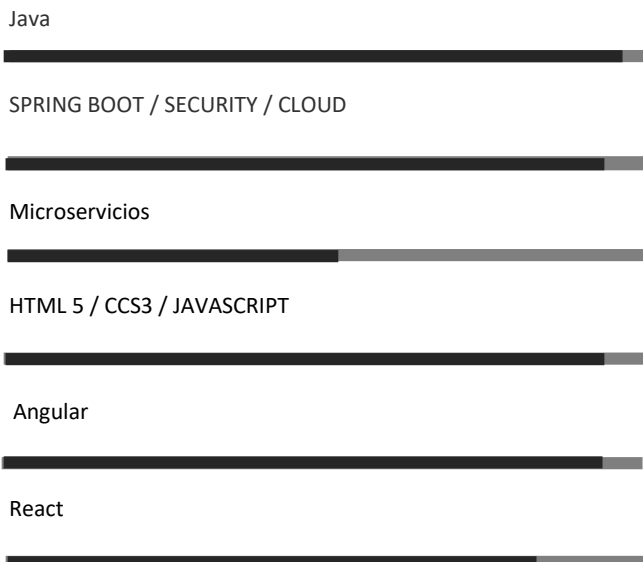 Java
SPRING BOOT / SECURITY / CLOUD
Microservicios
HTML 5 / CCS3 / JAVASCRIPT
Angular
React